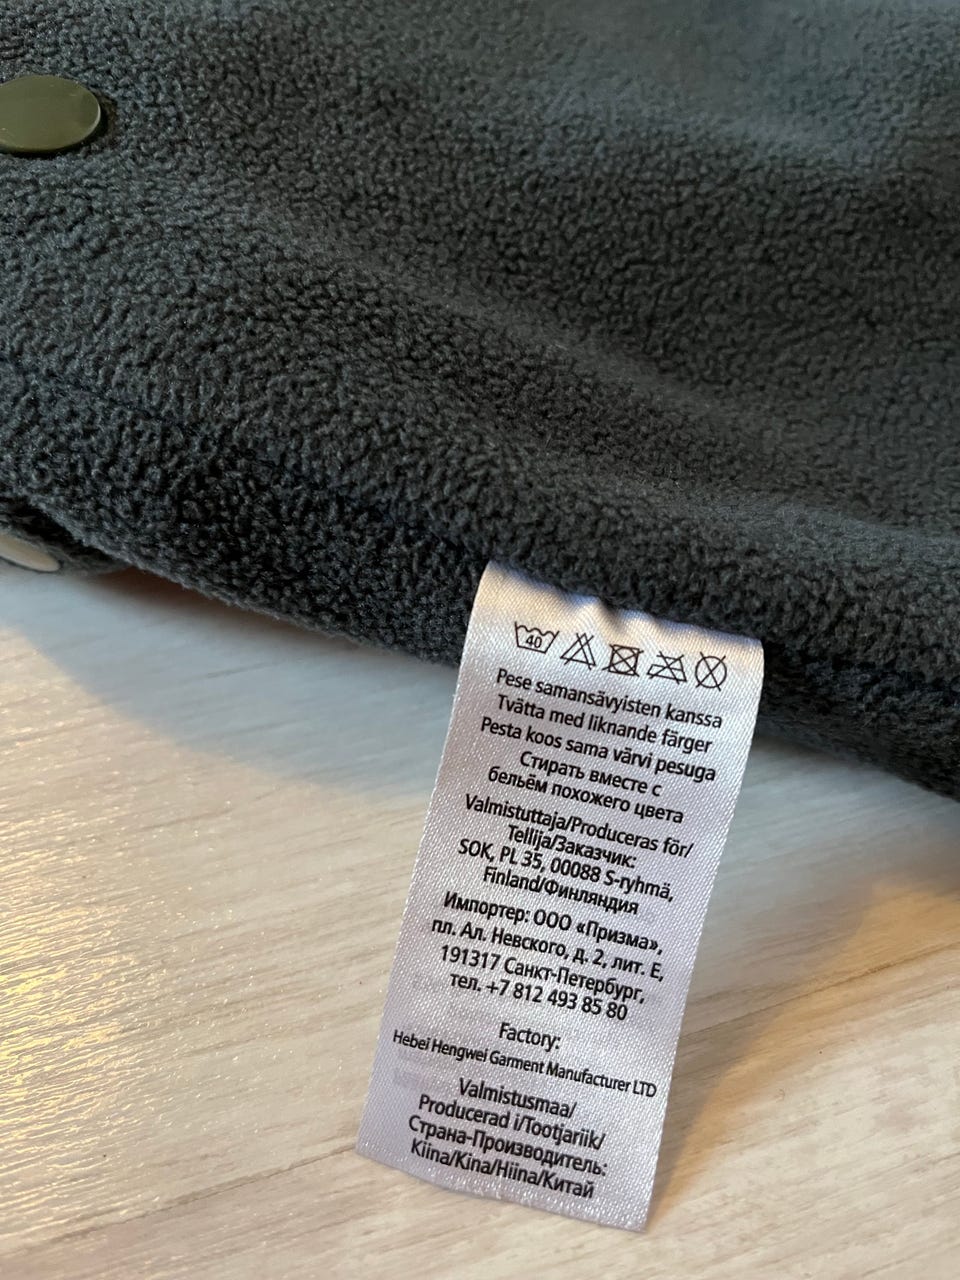 40
Pese samansävyisten kanssa
Tvätta med liknande färger
Pesta koos sama värvi pesuga
Стирать вместе с
бельём похожего цвета
Valmistuttaja/Produceras för/
Tellija/Заказчик:
SOK, PL 35, 00088 S-ryhmä,
Finland/Финляндия
Импортер: ООО «Призма»,
пл. Ал. Невского, д. 2, лит. Е,
191317 Санкт-Петербург,
тел. +7 812 493 85 80
Factory:
Hebei Hengwei Garment Manufacturer LTD
Valmistusmaa/
Producerad i/Tootjariik/
Страна-Производитель:
Kiina/Kina/Hiina/Китай